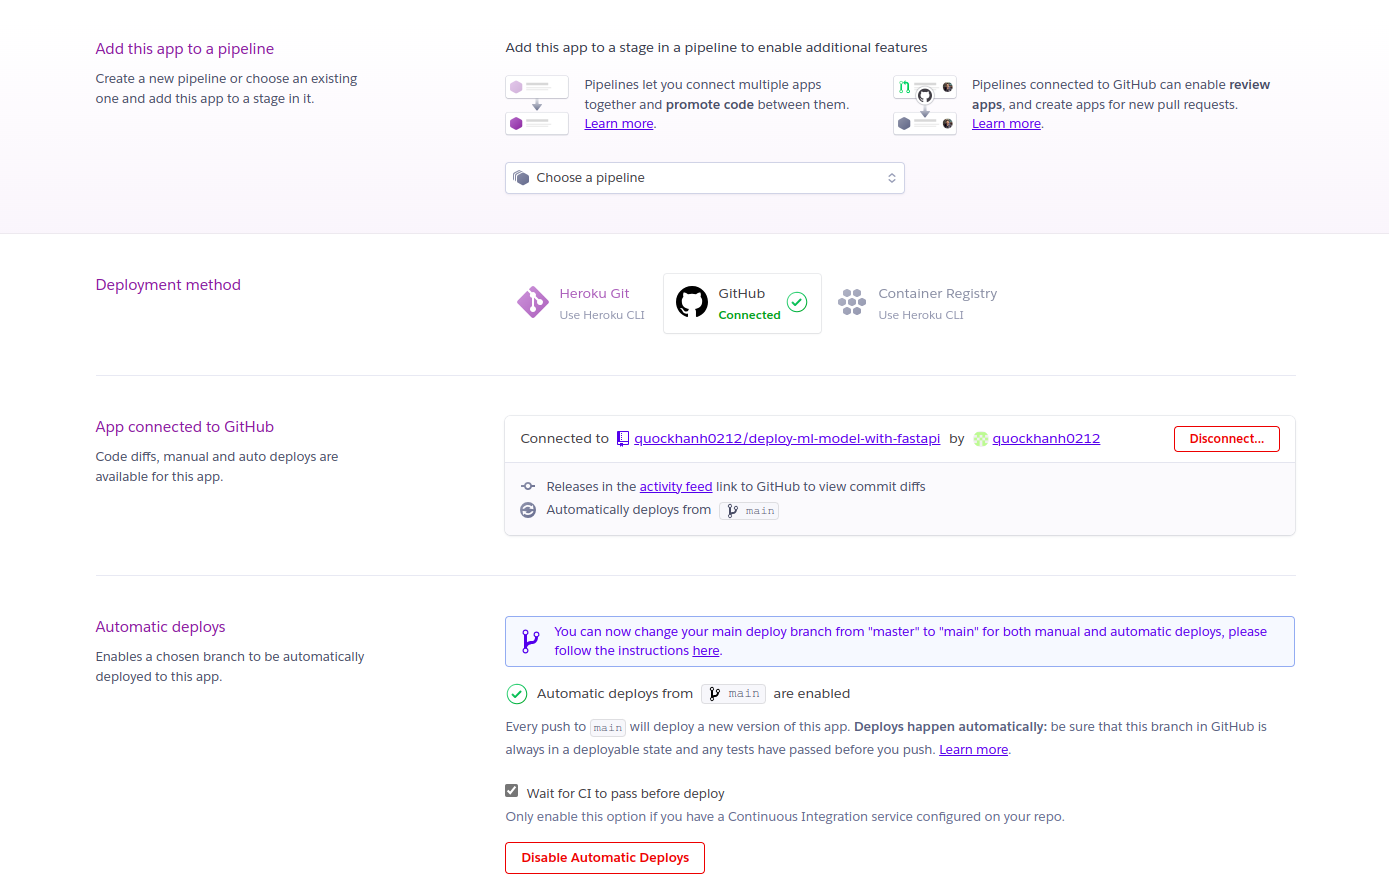 Add this app to a pipeline
Create a new pipeline or choose an existing
one and add this app to a stage in it.
Add this app to a stage in a pipeline to enable additional features
Pipelines let you connect multiple apps
together and promote code between them.
Learn more.
Pipelines connected to GitHub can enable review
apps, and create apps for new pull requests.
Learn more.
Choose a pipeline
Deployment method
Heroku Git
Use Heroku CLI
GitHub
Connected
Container Registry
Use Heroku CLI
App connected to GitHub
Code diffs, manual and auto deploys are
available for this app.
Connected to quockhanh0212/deploy-ml-model-with-fastapi by quockhanh0212
Disconnect...
Releases in the activity feed link to GitHub to view commit diffs
Automatically deploys from main
Automatic deploys
Enables a chosen branch to be automatically
deployed to this app.
You can now change your main deploy branch from "master" to "main" for both manual and automatic deploys, please
follow the instructions here.
Automatic deploys from main are enabled
Every push to main will deploy a new version of this app. Deploys happen automatically: be sure that this branch in GitHub is
always in a deployable state and any tests have passed before you push. Learn more.
Wait for CI to pass before deploy
Only enable this option if you have a Continuous Integration service configured on your repo.
Disable Automatic Deploys